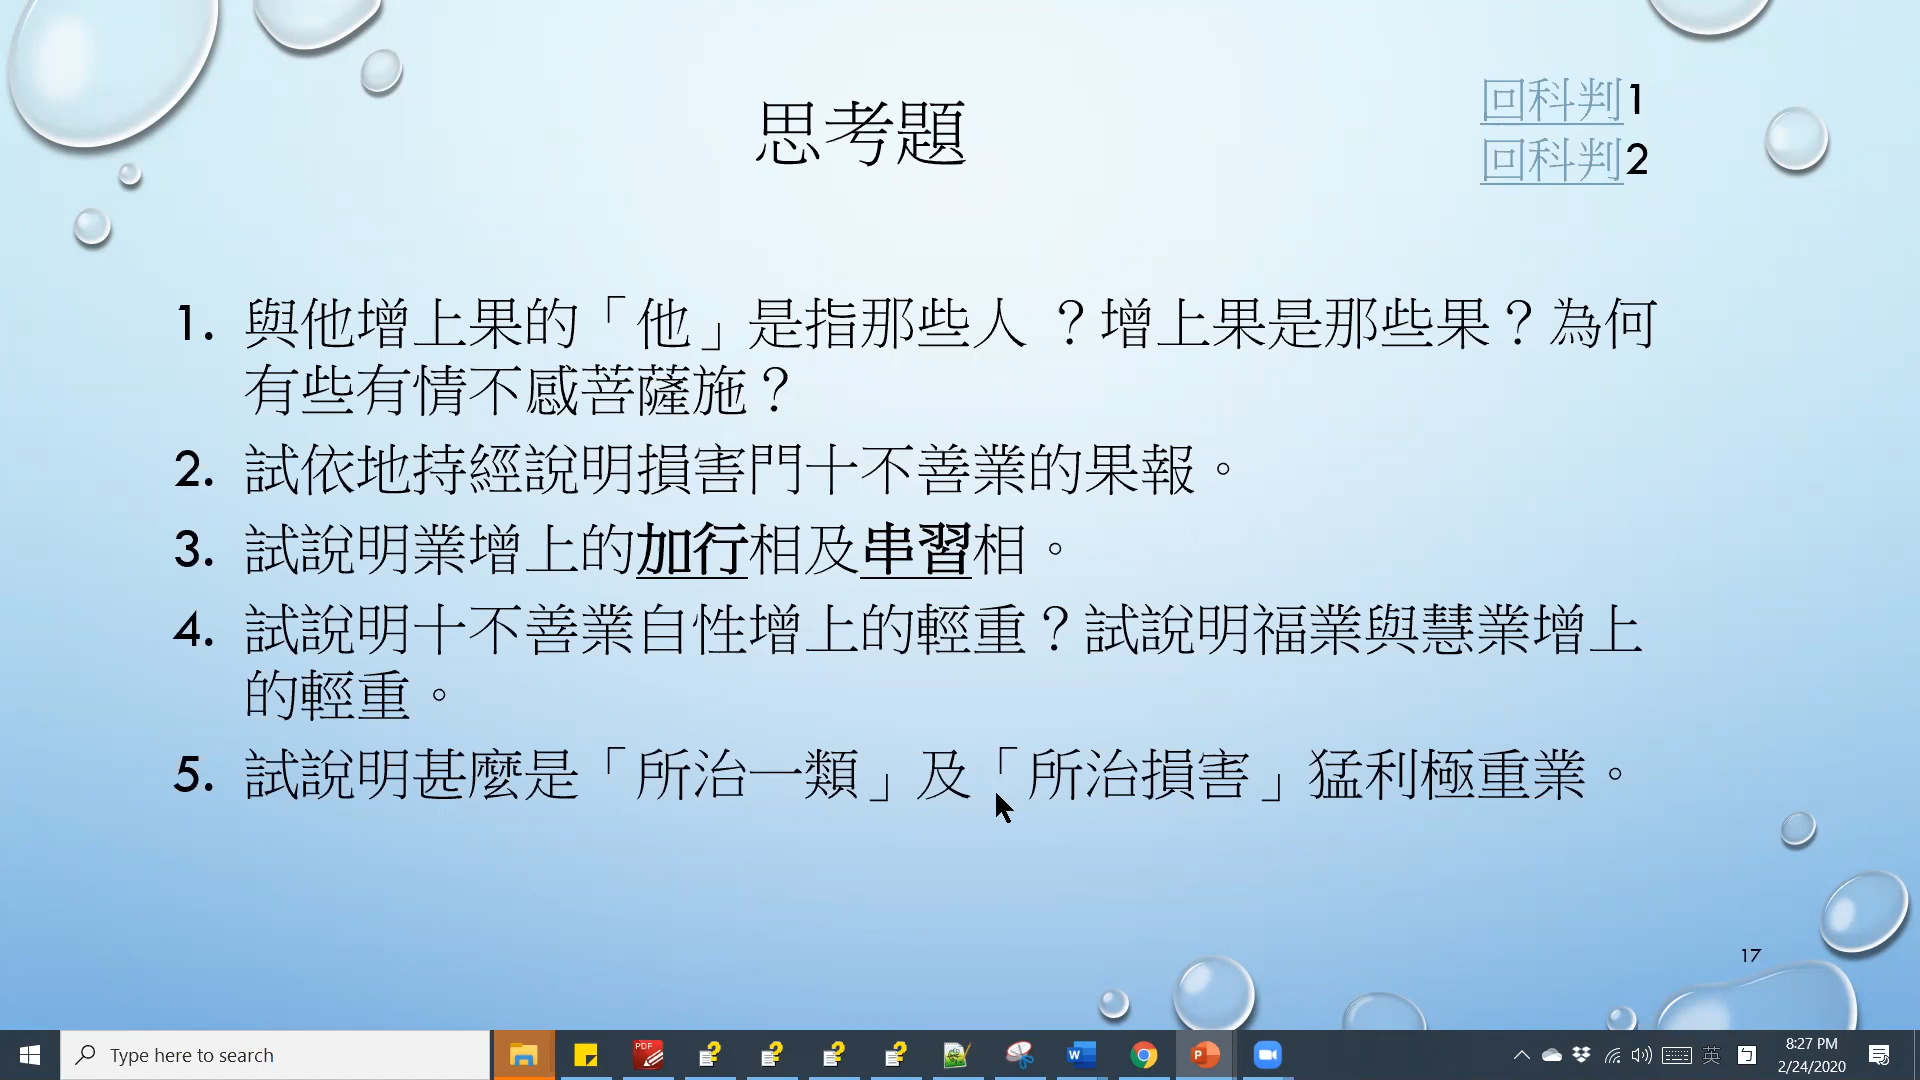 思考題
回科判1
回科判2
1. 與他增上果的「他」是指那些人 ？增上果是那些果？為何
有些有情不感菩薩施？
2. 試依地持經說明損害門十不善業的果報。
3. 試說明業增上的加行相及串習相。
4. 試說明十不善業自性增上的輕重？試說明福業與慧業增上
的輕重。
5. 試說明甚麼是「所治一類」及「所治損害」猛利極重業。
17
Type here to search
PDF
英
ㄅ
8:27 PM
2/24/2020